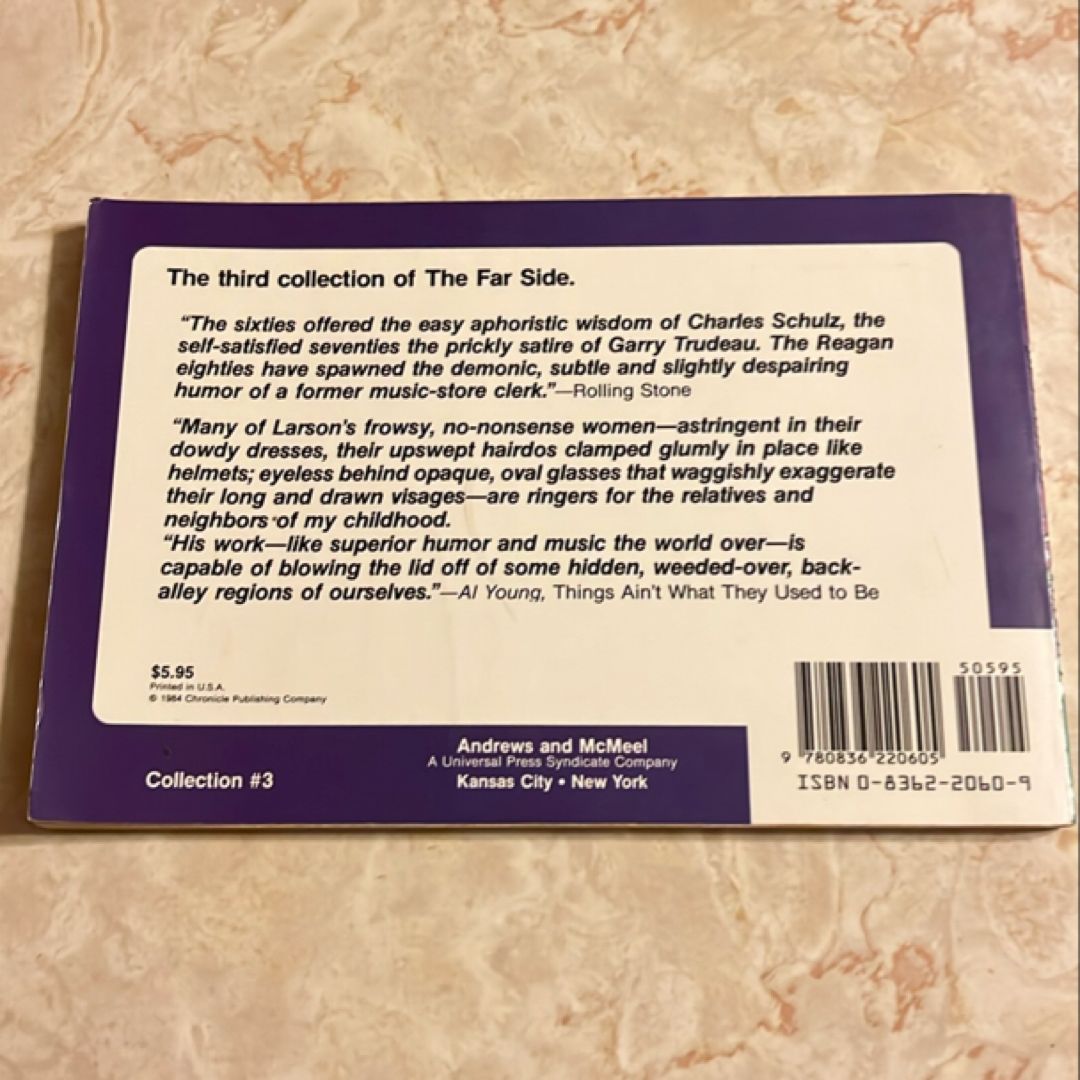 The third collection of The Far Side.
“The sixties offered the easy aphoristic wisdom of Charles Schulz, the
self-satisfied seventies the prickly satire of Garry Trudeau. The Reagan
eighties have spawned the demonic, subtle and slightly despairing
humor of a former music-store clerk.”—Rolling Stone
“Many of Larson's frowsy, no-nonsense women—astringent in their
dowdy dresses, their upswept hairdos clamped glumly in place like
helmets; eyeless behind opaque, oval glasses that waggishly exaggerate
their long and drawn visages—are ringers for the relatives and
neighbors of my childhood.
“His work—like superior humor and music the world over—is
capable of blowing the lid off of some hidden, weeded-over, back-
alley regions of ourselves.”—Al Young, Things Ain't What They Used to Be
$5.95
Printed in U.S.A.
© 1984 Chronicle Publishing Company
Collection #3
Andrews and McMeel
A Universal Press Syndicate Company
Kansas City • New York
50595
9 780836 220605
ISBN 0-8362-2060-9